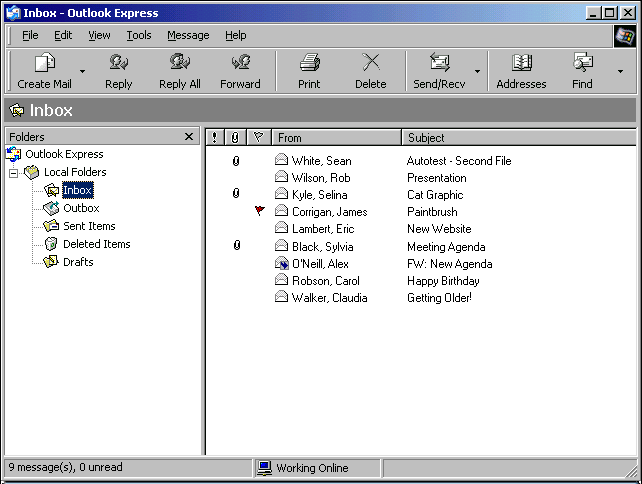 Inbox - Outlook Express
File Edit View Tools Message Help
Create Mail Reply Reply All Forward Print Delete Send/Recv Addresses Find
Inbox
Folders
Outlook Express
Local Folders
Inbox
Outbox
Sent Items
Deleted Items
Drafts
! From Subject
White, Sean Autotest - Second File
Wilson, Rob Presentation
Kyle, Selina Cat Graphic
Corrigan, James Paintbrush
Lambert, Eric New Website
Black, Sylvia Meeting Agenda
O'Neill, Alex FW: New Agenda
Robson, Carol Happy Birthday
Walker, Claudia Getting Older!
9 message(s), 0 unread Working Online